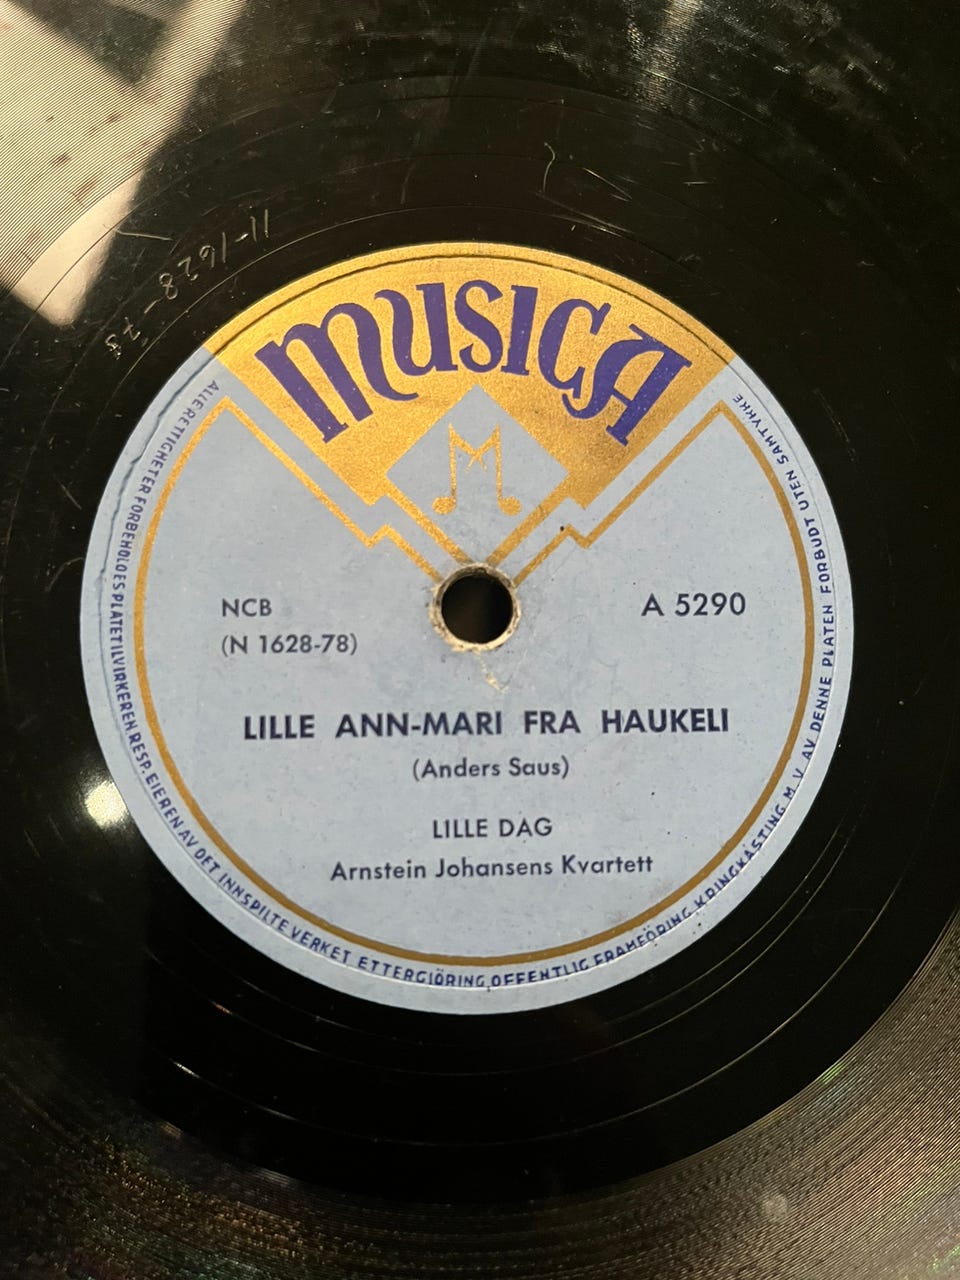 11-1628-78
MUSICA
NCB
A 5290
(N 1628-78)
LILLE ANN-MARI FRA HAUKELI
(Anders Saus)
LILLE DAG
Arnstein Johansens Kvartett
ALLE RETTIGHETER FORBEHOLDES PLATETILVIRKEREN RESP. EIEREN AV DET INNSPILTE VERKET ETTERGIÖRING, OFFENTLIG FRAMFÖRING, KRINGKASTING M. V. AV DENNE PLATEN FORBUDT UTEN SAMTYKKE